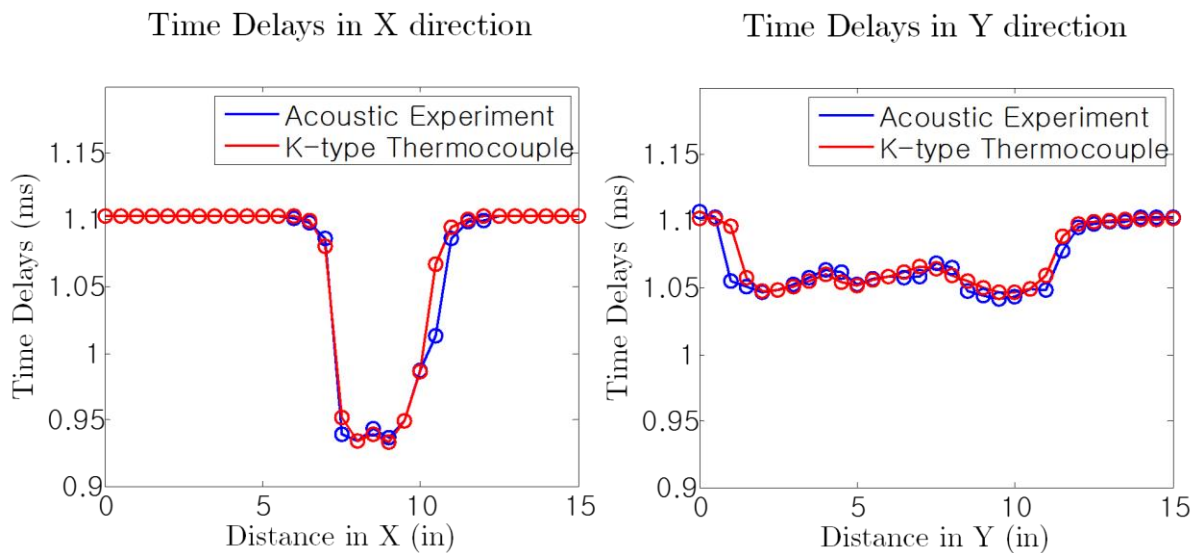 Time Delays in X direction
Acoustic Experiment
K-type Thermocouple
1.15
1.1
1.05
1
0.95
0.9
Time Delays (ms)
0 5 10 15
Distance in X (in)
Time Delays in Y direction
Acoustic Experiment
K-type Thermocouple
1.15
1.1
1.05
1
0.95
0.9
Time Delays (ms)
0 5 10 15
Distance in Y (in)